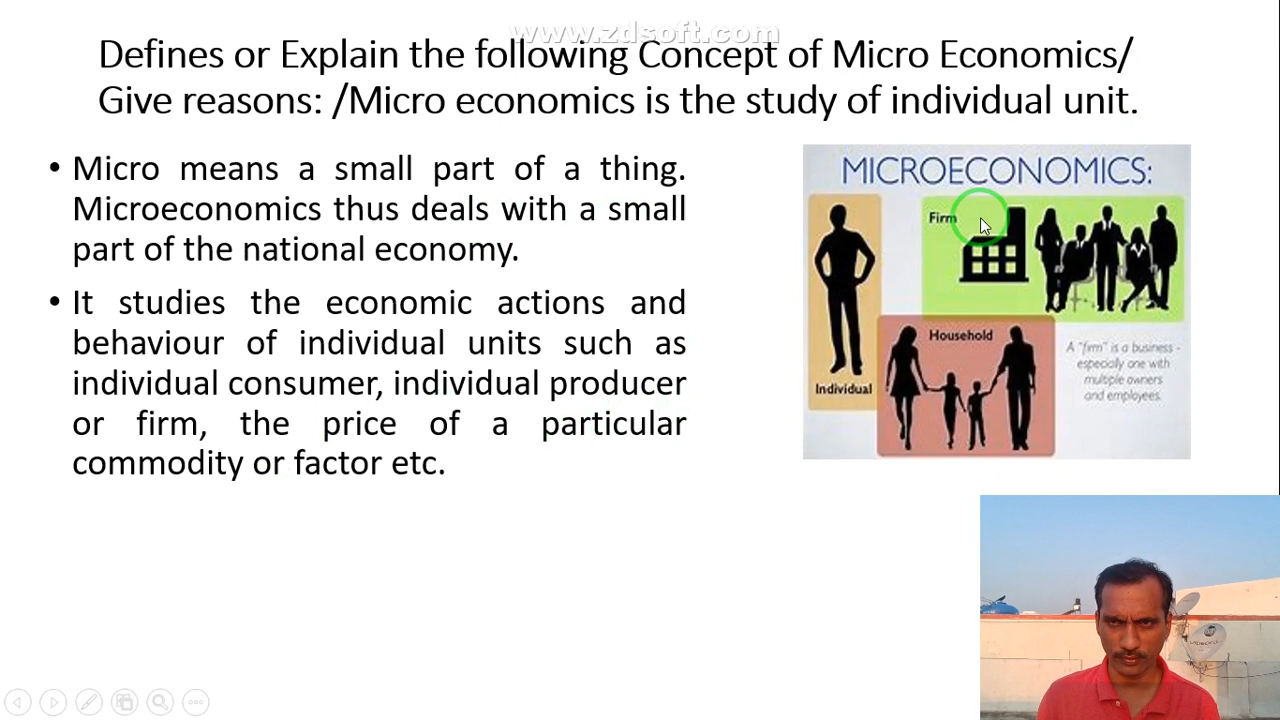 www.zdsoft.com
Defines or Explain the following Concept of Micro Economics/
Give reasons: /Micro economics is the study of individual unit.
• Micro means a small part of a thing.
Microeconomics thus deals with a small
part of the national economy.
• It studies the economic actions and
behaviour of individual units such as
individual consumer, individual producer
or firm, the price of a particular
commodity or factor etc.
MICROECONOMICS:
Firm
Household
Individual
A "firm" is a business -
especially one with
multiple owners
and employees.